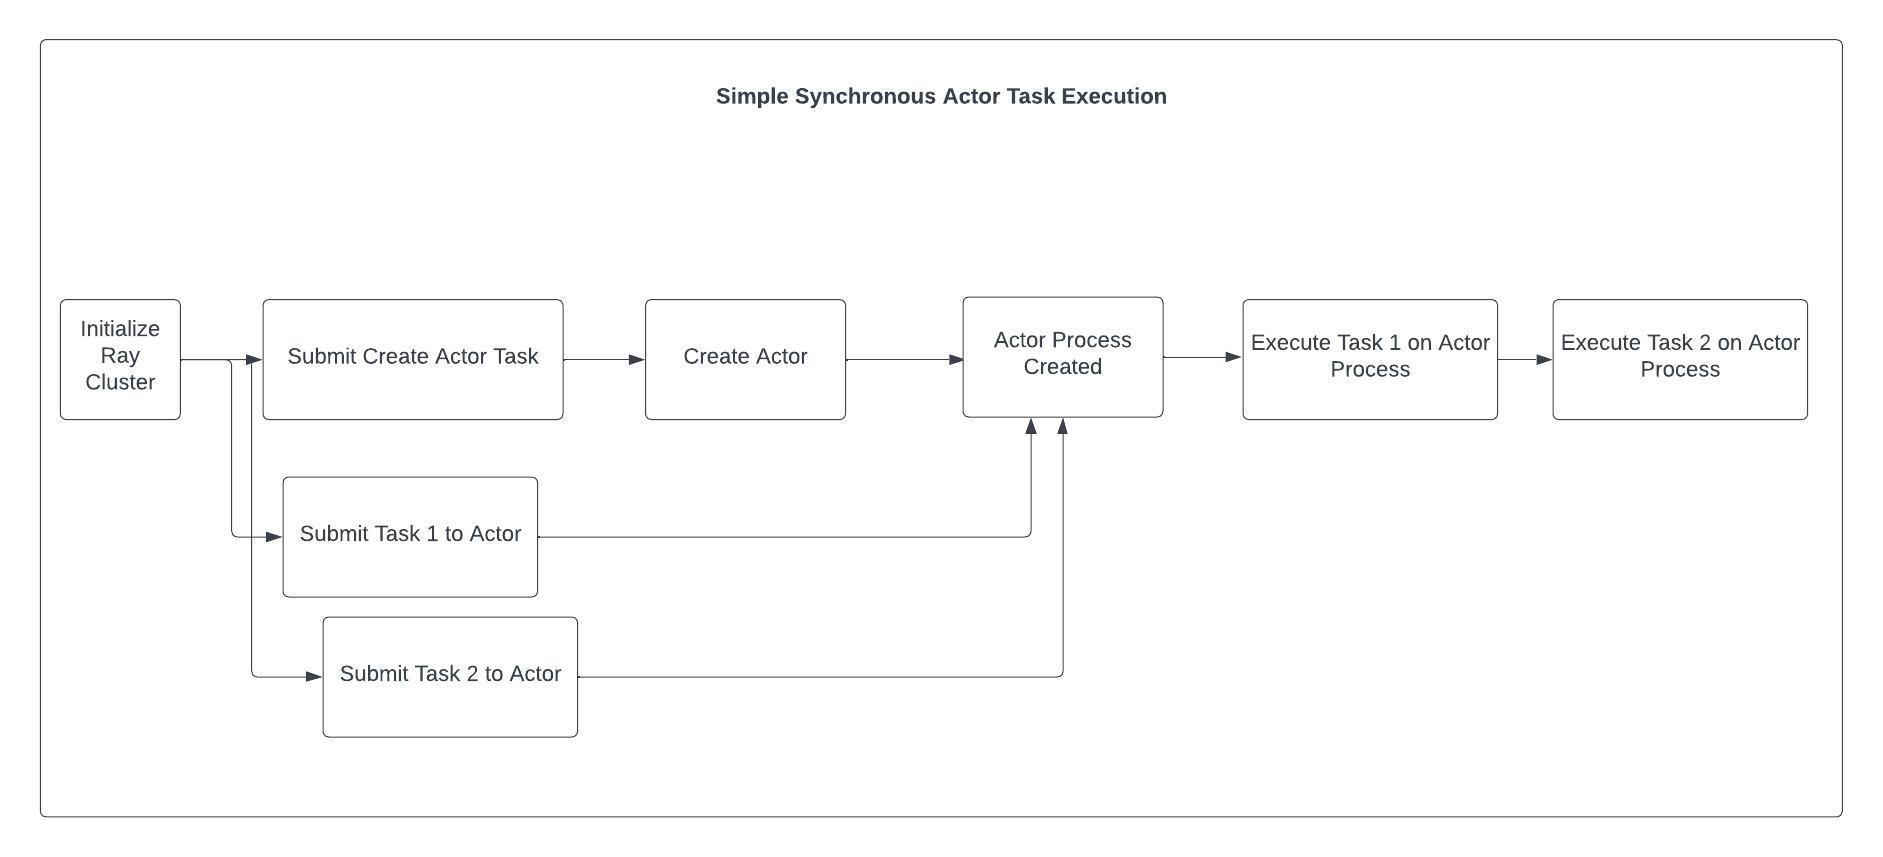 Simple Synchronous Actor Task Execution
Initialize
Ray
Cluster
Submit Create Actor Task
Create Actor
Actor Process
Created
Execute Task 1 on Actor
Process
Execute Task 2 on Actor
Process
Submit Task 1 to Actor
Submit Task 2 to Actor